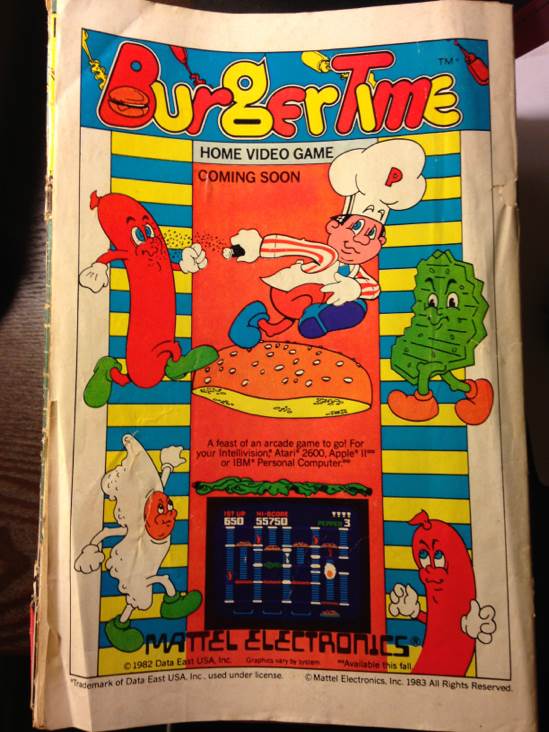 BurgerTime TM*
HOME VIDEO GAME
COMING SOON
P
A feast of an arcade game to go! For
your Intellivision,® Atari® 2600, Apple® II**
or IBM® Personal Computer.**
1ST UP HI-SCORE
650 55750 PEPPER 3
MATTEL ELECTRONICS®
© 1982 Data East USA, Inc. Graphics vary by system **Available this fall
*Trademark of Data East USA, Inc., used under license. © Mattel Electronics, Inc. 1983 All Rights Reserved.